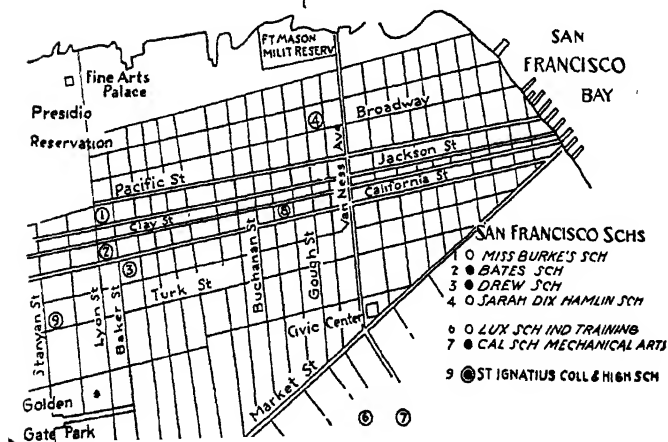 FT MASON
MILIT RESERV
SAN
FRANCISCO
BAY
Fine Arts
Palace
Presidio
Reservation
4
Broadway
Van Ness Ave
Jackson St
Pacific St
California St
1
Clay St
8
2
3
Buchanan St
Gough St
Turk St
Stanyan St
Lyon St
Baker St
9
Civic Center
Market St
Golden
Gate Park
6 7
SAN FRANCISCO SCHS
1 O MISS BURKE'S SCH
2 ● BATES SCH
3 ● DREW SCH
4 O SARAH DIX HAMLIN SCH
6 O LUX SCH IND TRAINING
7 ● CAL SCH MECHANICAL ARTS
9 ◉ ST IGNATIUS COLL & HIGH SCH